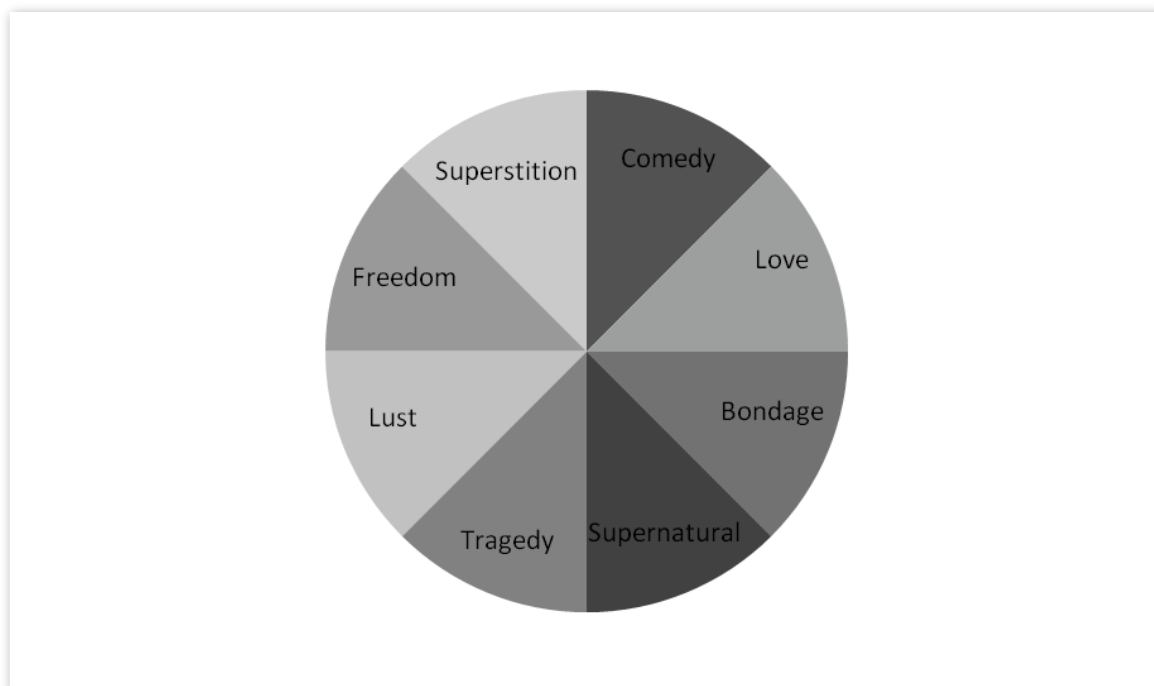 Comedy
Superstition
Love
Freedom
Bondage
Lust
Supernatural
Tragedy